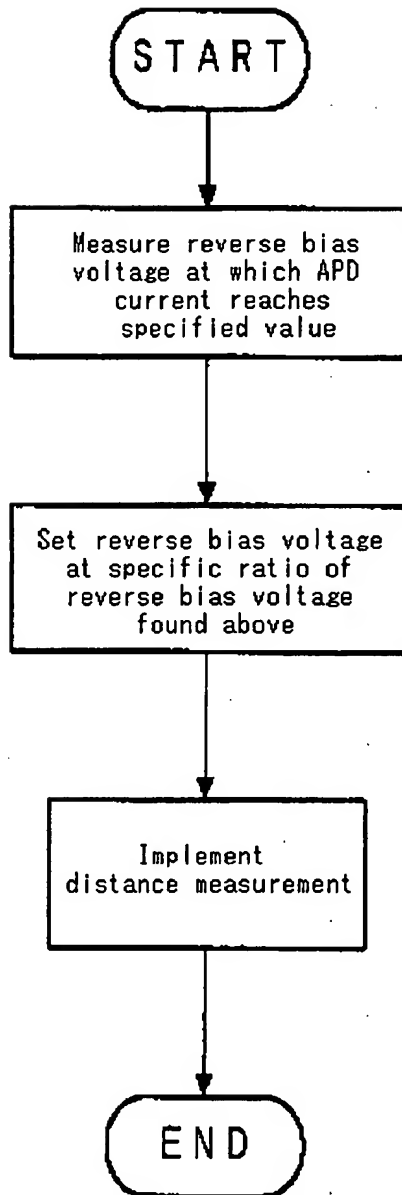 START
Measure reverse bias
voltage at which APD
current reaches
specified value
Set reverse bias voltage
at specific ratio of
reverse bias voltage
found above
Implement
distance measurement
END